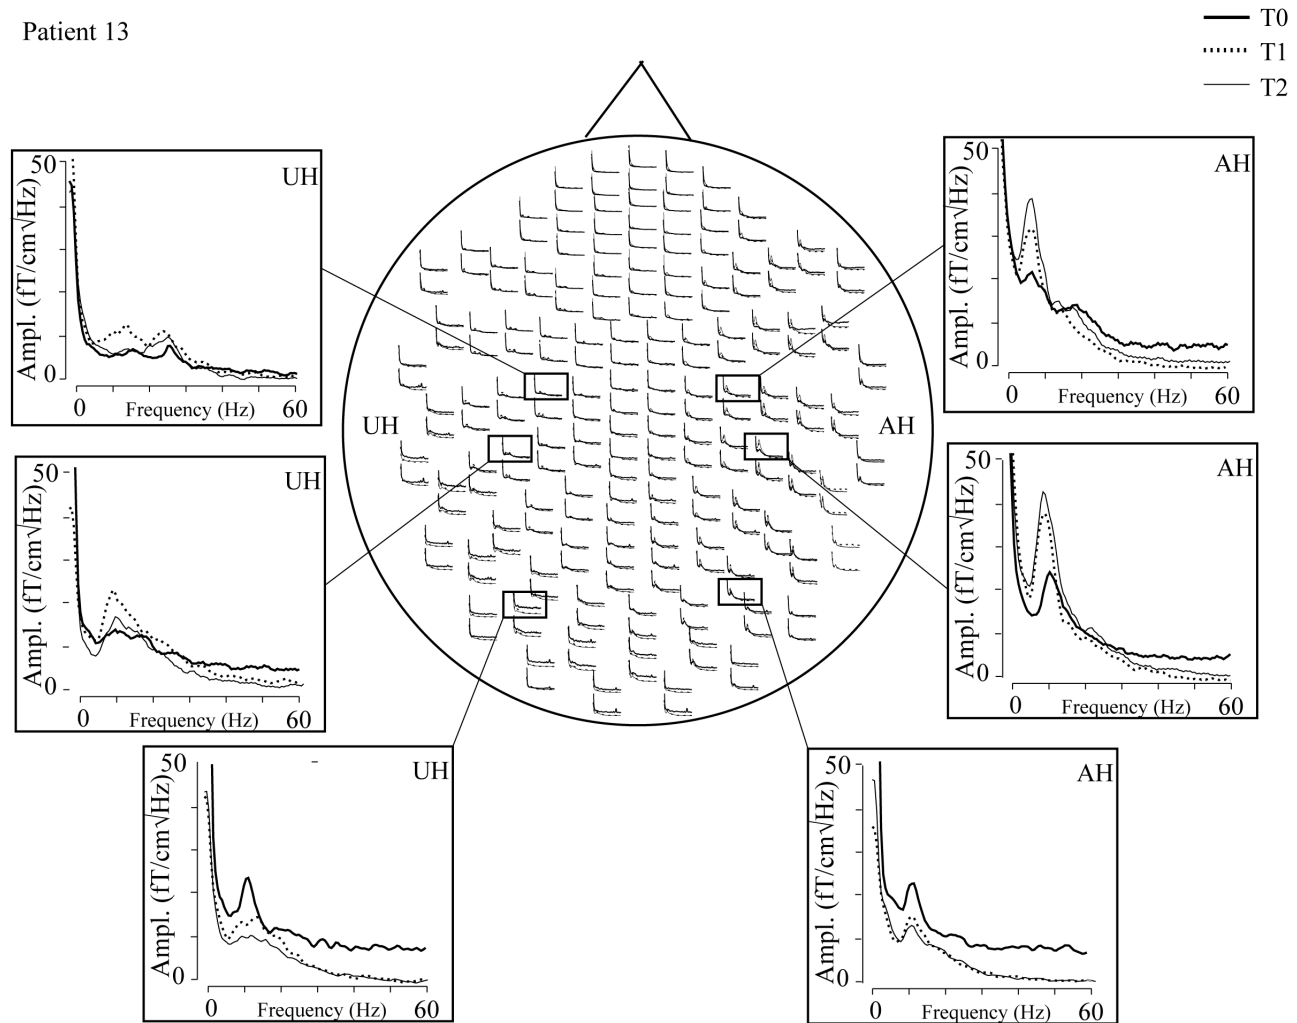 Patient 13
T0
T1
T2
50
UH
Ampl. (fT/cm√Hz)
0
0 Frequency (Hz) 60
50
AH
Ampl. (fT/cm√Hz)
0
0 Frequency (Hz) 60
UH
AH
50
UH
Ampl. (fT/cm√Hz)
0
0 Frequency (Hz) 60
50
AH
Ampl. (fT/cm√Hz)
0
0 Frequency (Hz) 60
50
UH
Ampl. (fT/cm√Hz)
0
0 Frequency (Hz) 60
50
AH
Ampl. (fT/cm√Hz)
0
0 Frequency (Hz) 60